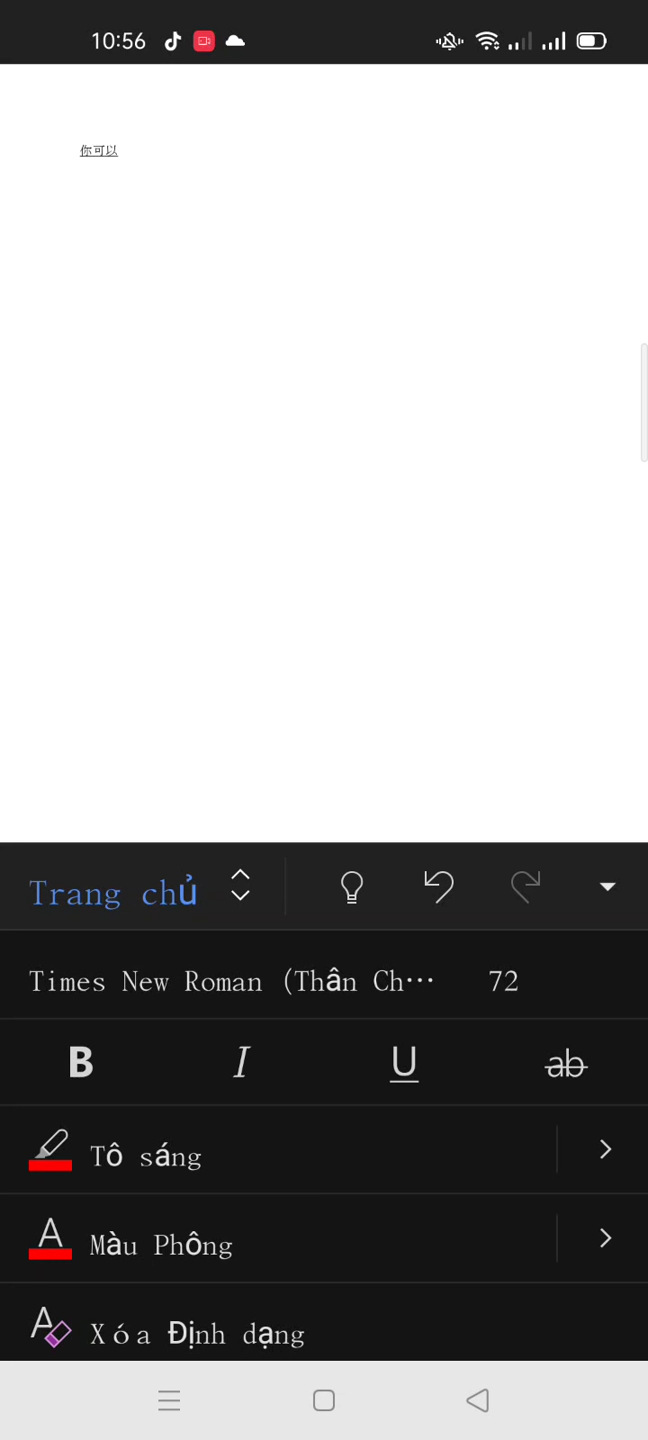 10:56
你可以
Trang chủ
Times New Roman (Thân Ch…
72
B
I
U
ab
Tô sáng
A
Màu Phông
A
Xóa Định dạng